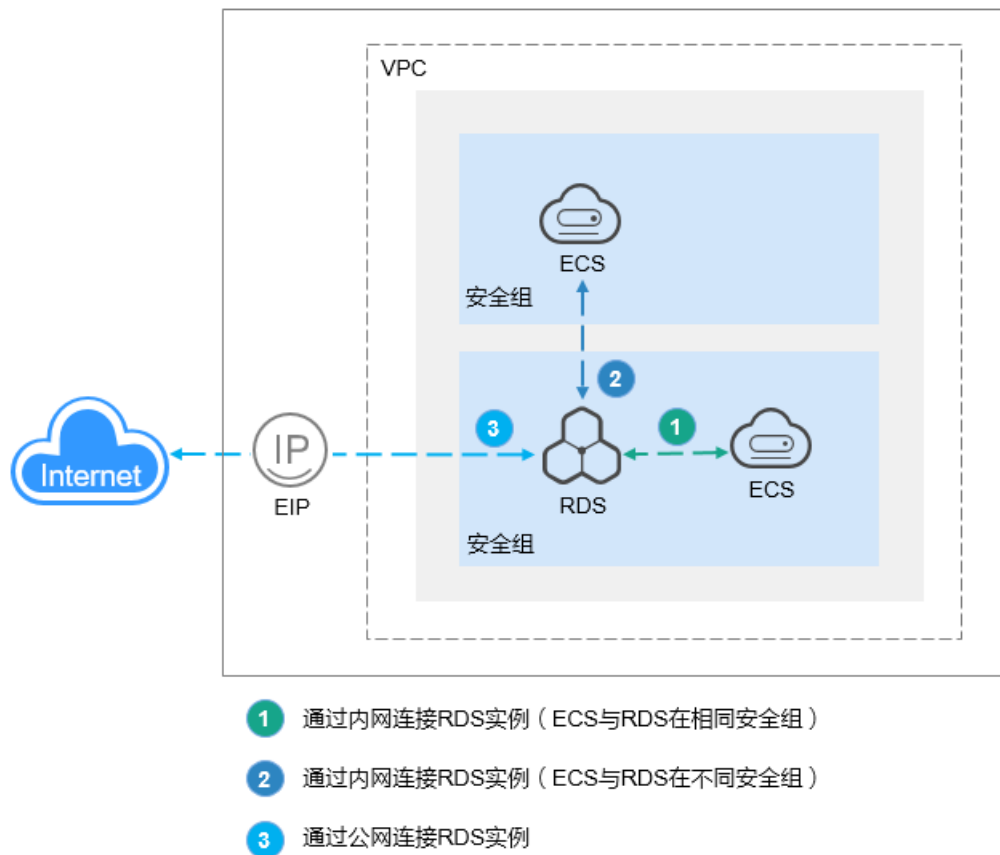 VPC
ECS
安全组
2
3
1
Internet
IP
EIP
RDS
ECS
安全组
1 通过内网连接RDS实例（ECS与RDS在相同安全组）
2 通过内网连接RDS实例（ECS与RDS在不同安全组）
3 通过公网连接RDS实例